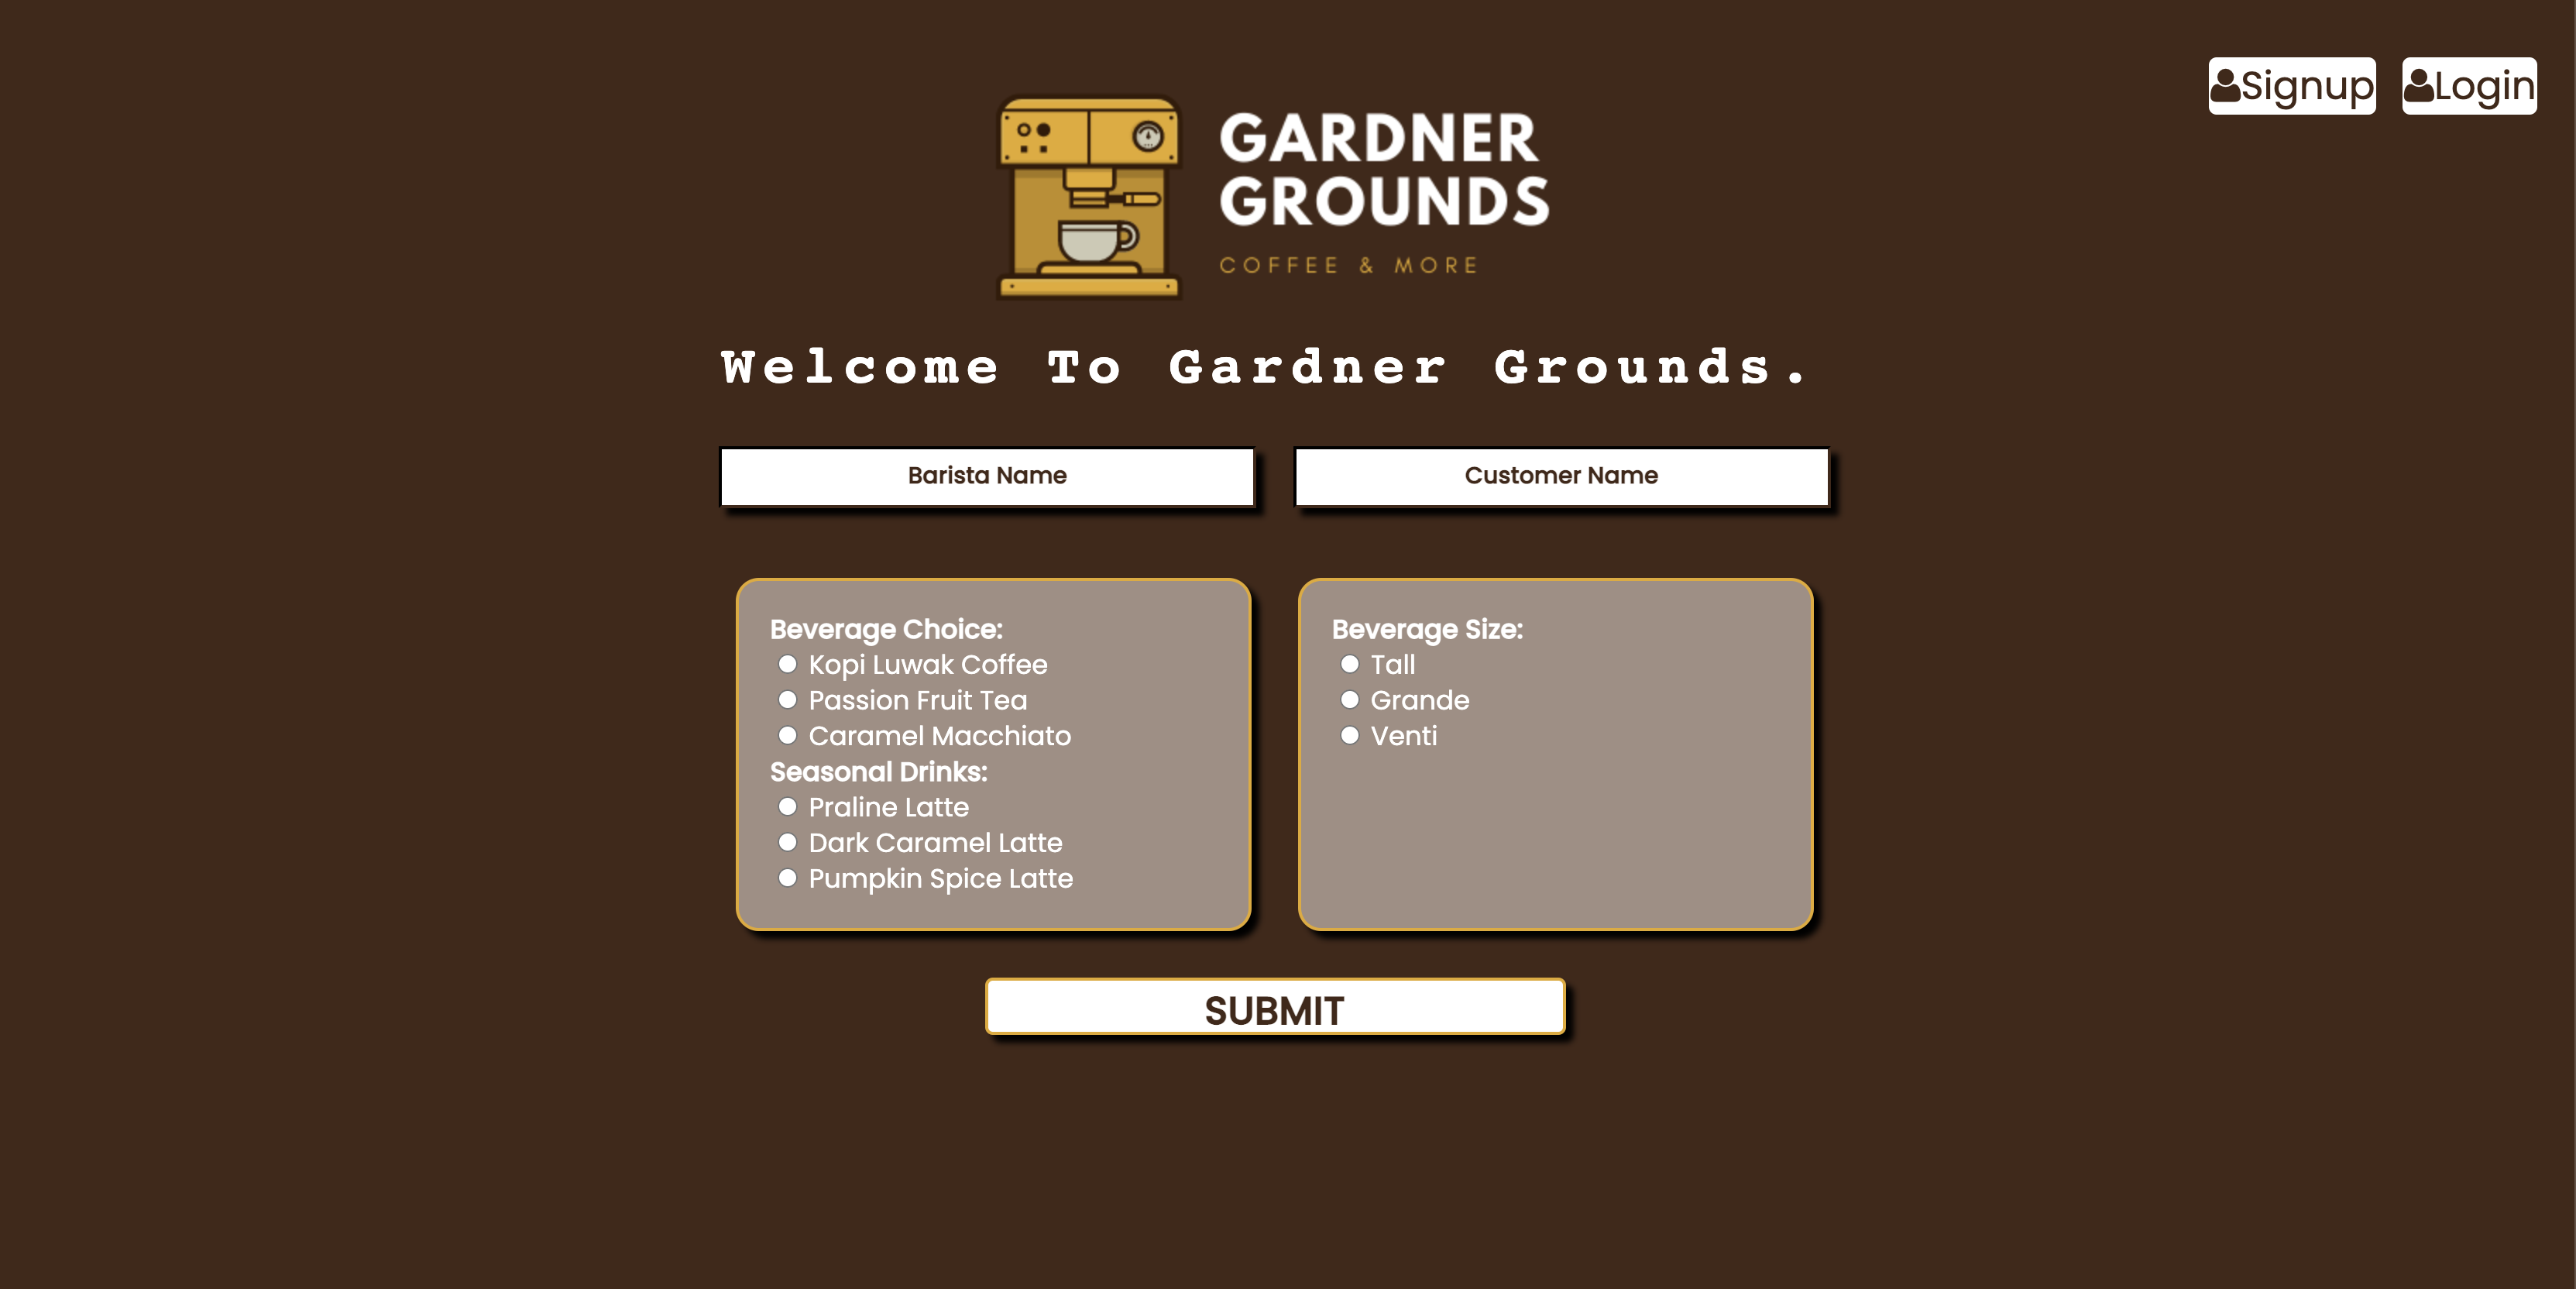 Signup
Login
GARDNER
GROUNDS
COFFEE & MORE
Welcome To Gardner Grounds.
Barista Name
Customer Name
Beverage Choice:
Kopi Luwak Coffee
Passion Fruit Tea
Caramel Macchiato
Seasonal Drinks:
Praline Latte
Dark Caramel Latte
Pumpkin Spice Latte
Beverage Size:
Tall
Grande
Venti
SUBMIT